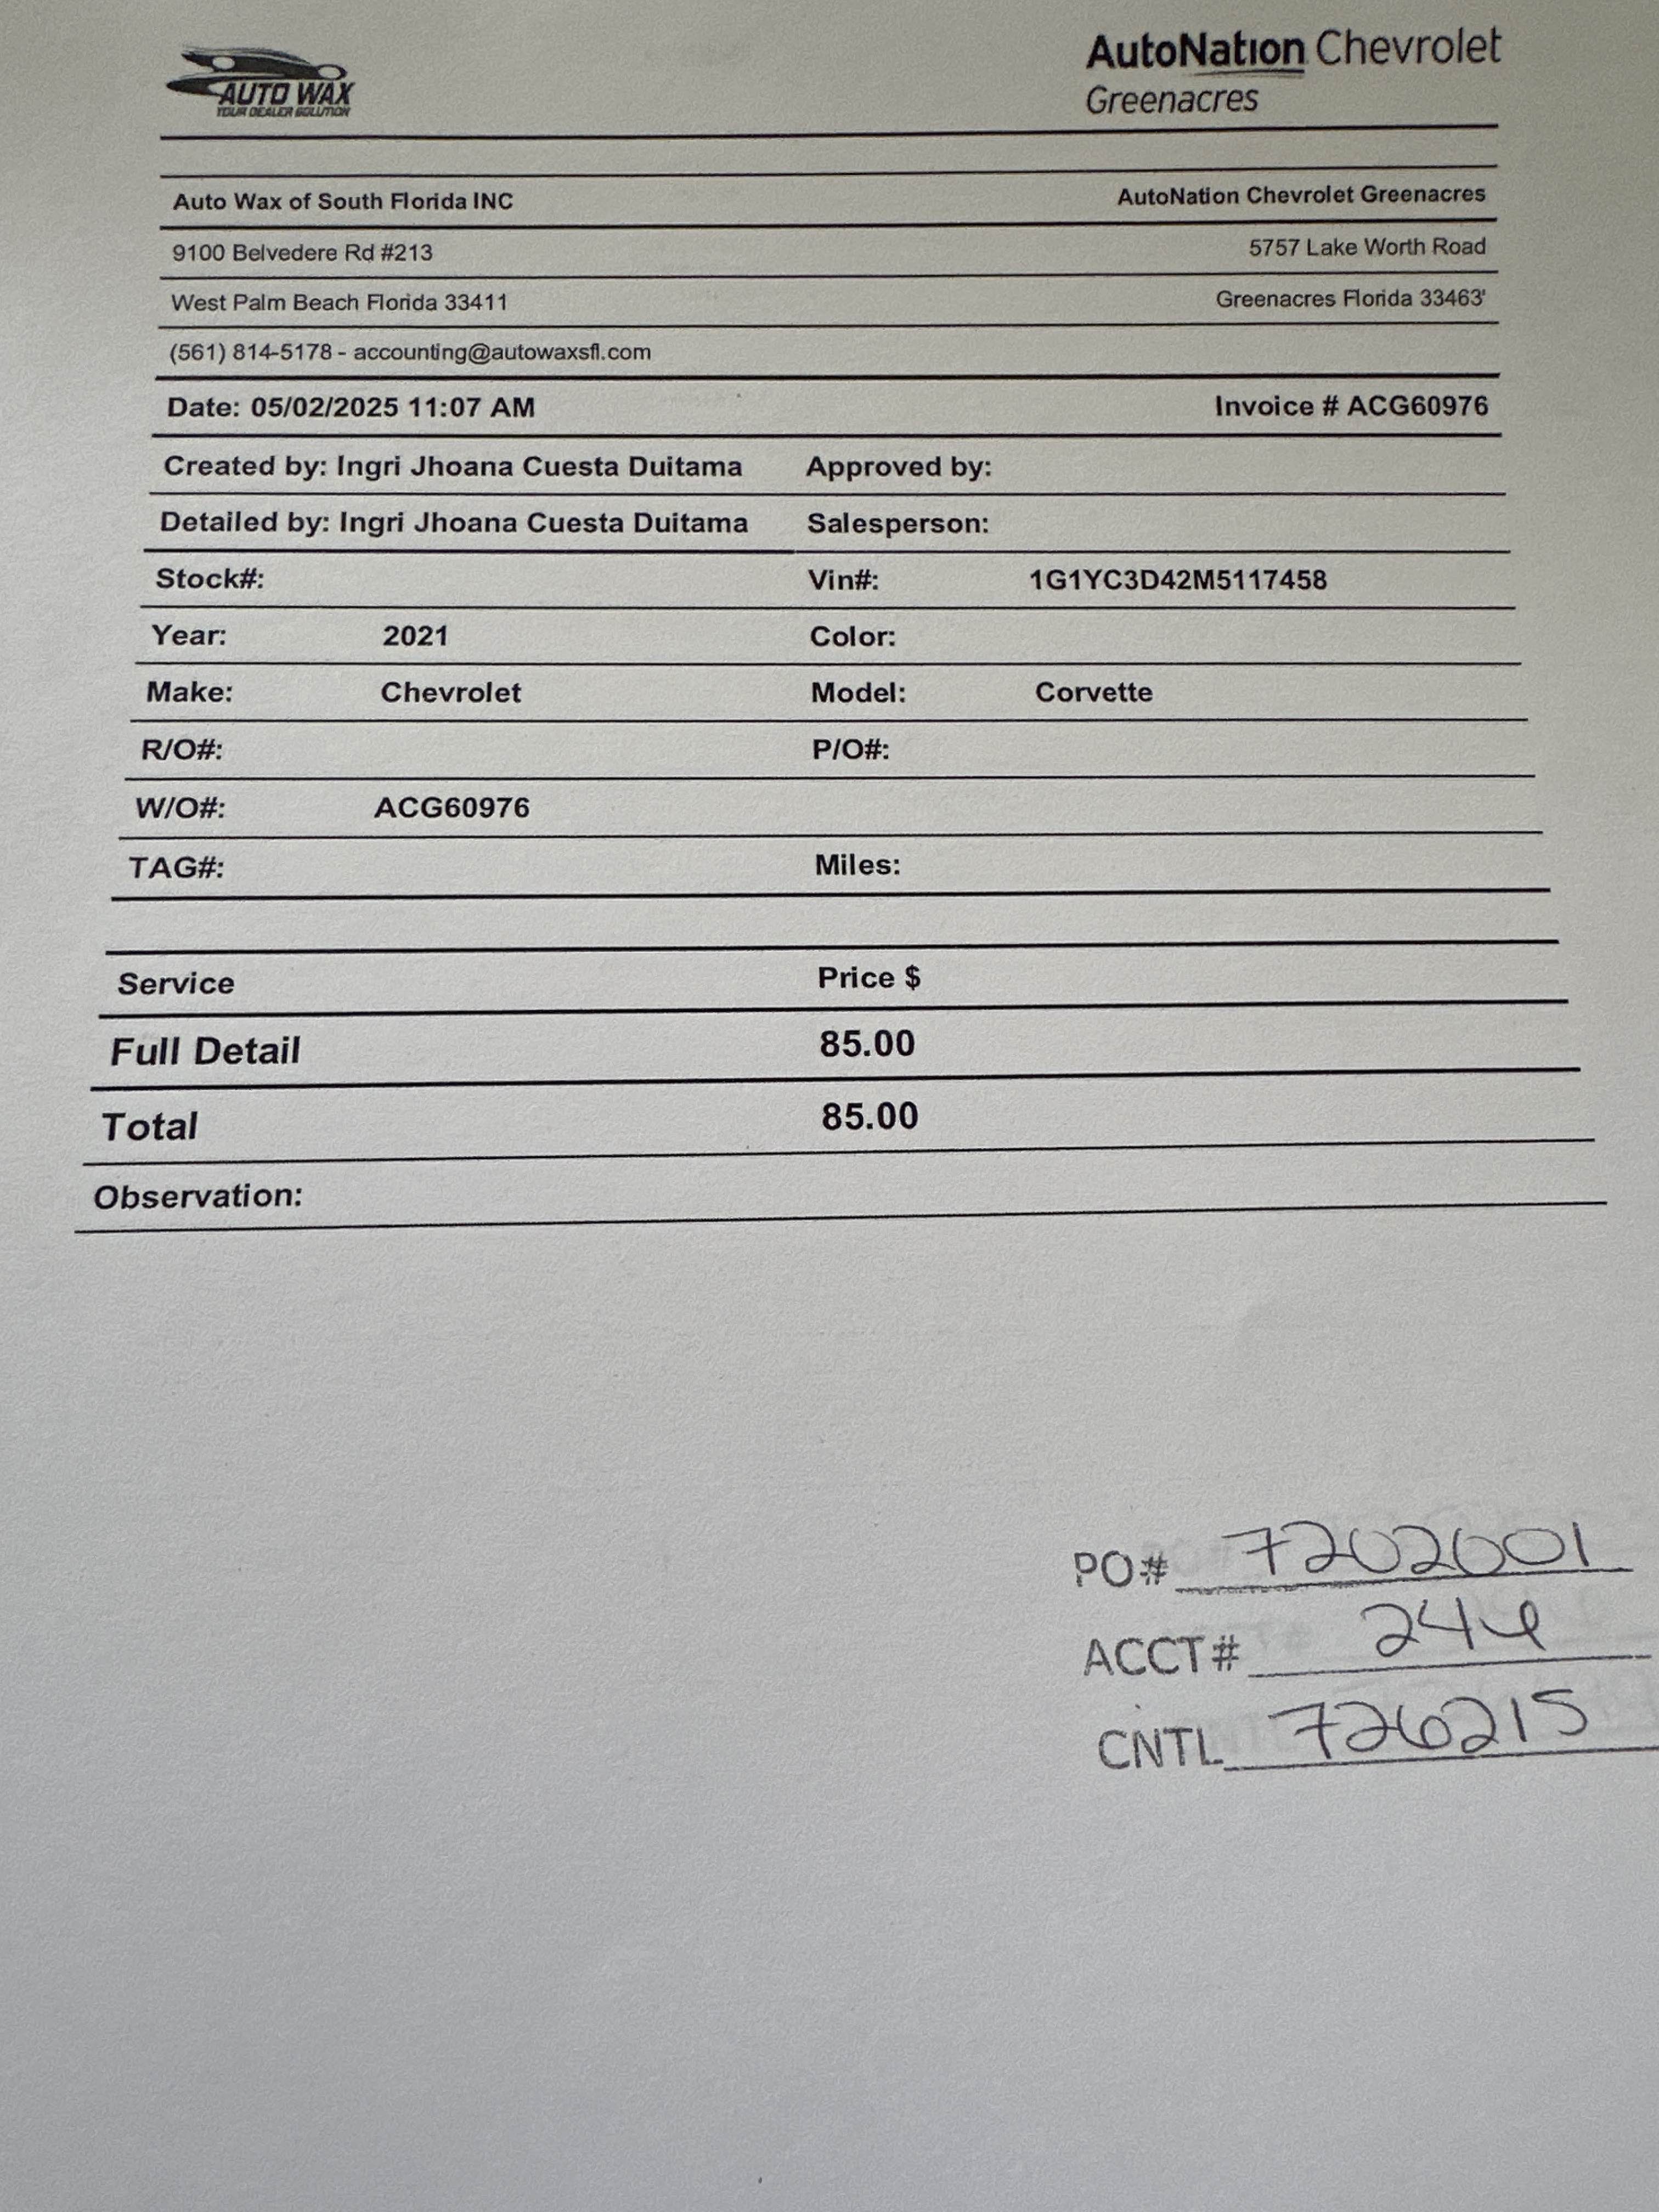 AUTO WAX
YOUR DEALER SOLUTION
AutoNation Chevrolet
Greenacres
Auto Wax of South Florida INC AutoNation Chevrolet Greenacres
9100 Belvedere Rd #213 5757 Lake Worth Road
West Palm Beach Florida 33411 Greenacres Florida 33463'
(561) 814-5178 - accounting@autowaxsfl.com
Date: 05/02/2025 11:07 AM Invoice # ACG60976
Created by: Ingri Jhoana Cuesta Duitama Approved by:
Detailed by: Ingri Jhoana Cuesta Duitama Salesperson:
Stock#: Vin#: 1G1YC3D42M5117458
Year: 2021 Color:
Make: Chevrolet Model: Corvette
R/O#: P/O#:
W/O#: ACG60976
TAG#: Miles:
Service Price $
Full Detail 85.00
Total 85.00
Observation:
PO# 7202001
ACCT#
CNTL 726215